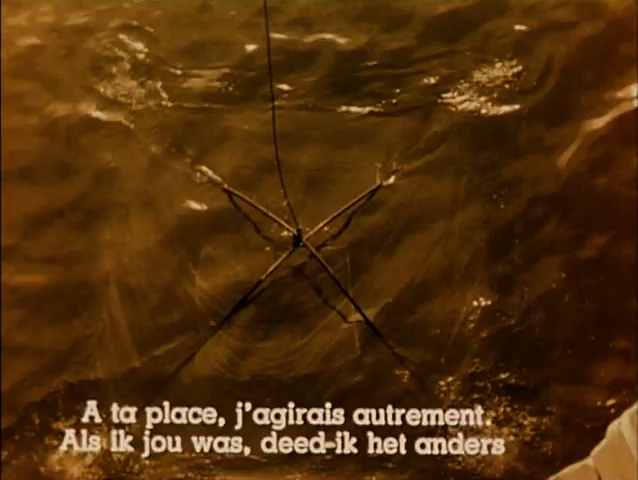 A ta place, j'agirais autrement.
Als ik jou was, deed-ik het anders